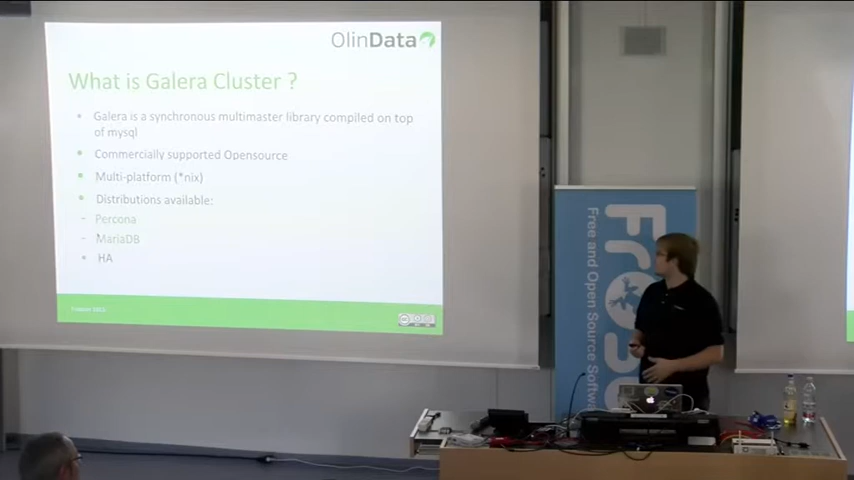 OlinData
What is Galera Cluster ?
Galera is a synchronous multimaster library compiled on top
of mysql
Commercially supported Opensource
Multi-platform (*nix)
Distributions available:
Percona
MariaDB
HA
Free and Open Source Softwa